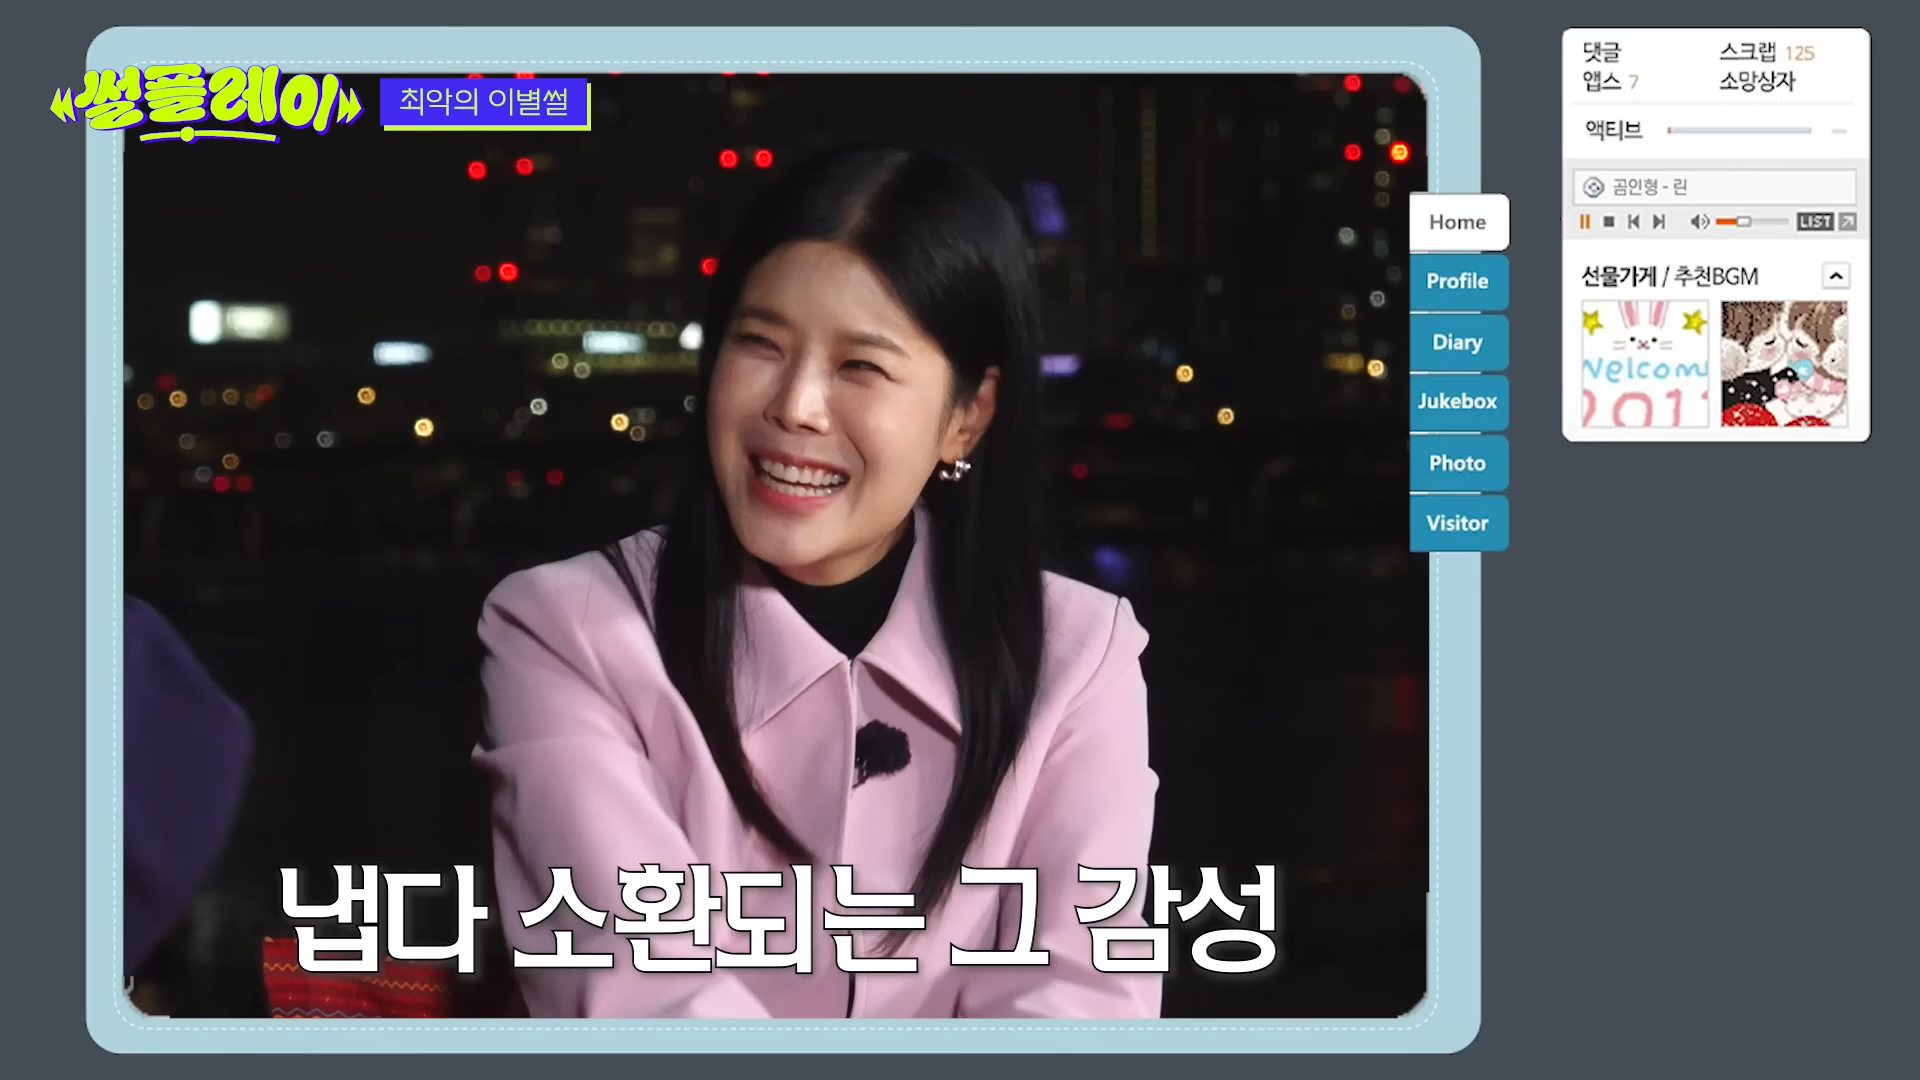 썰플레이
최악의 이별썰
댓글
스크랩 125
앱스 7
소망상자
액티브
곰인형 - 린
LIST
선물가게 / 추천BGM
Welcom
2011
Home
Profile
Diary
Jukebox
Photo
Visitor
냅다 소환되는 그 감성